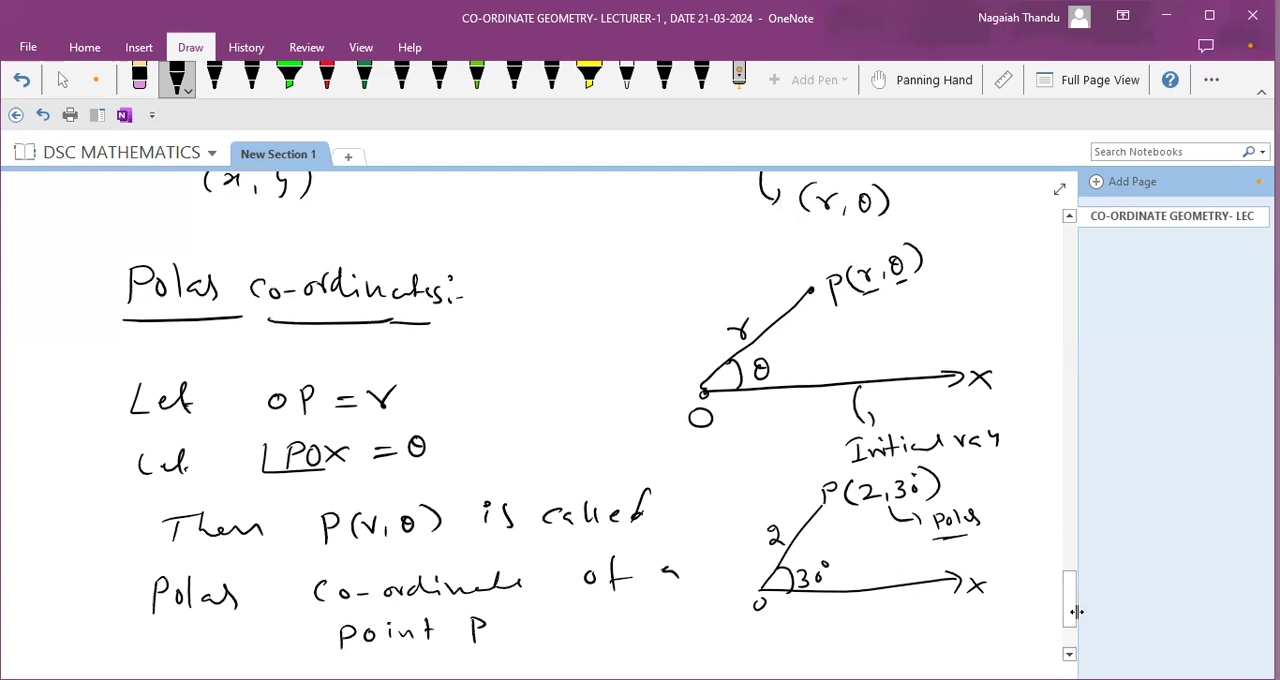 CO-ORDINATE GEOMETRY- LECTURER-1 , DATE 21-03-2024 - OneNote
Nagaiah Thandu
File Home Insert Draw History Review View Help
Add Pen Panning Hand Full Page View
DSC MATHEMATICS New Section 1
Search Notebooks
Add Page
CO-ORDINATE GEOMETRY- LEC
(x, y)
(r, θ)
Polar Co-ordinates:-
P(r, θ)
r
θ
X
O
Initial ray
Let OP = r
Let ∠POX = θ
Then P(r, θ) is called
Polar Co-ordinate of a
Point P
P(2, 30°)
Polar
2
30°
X
O